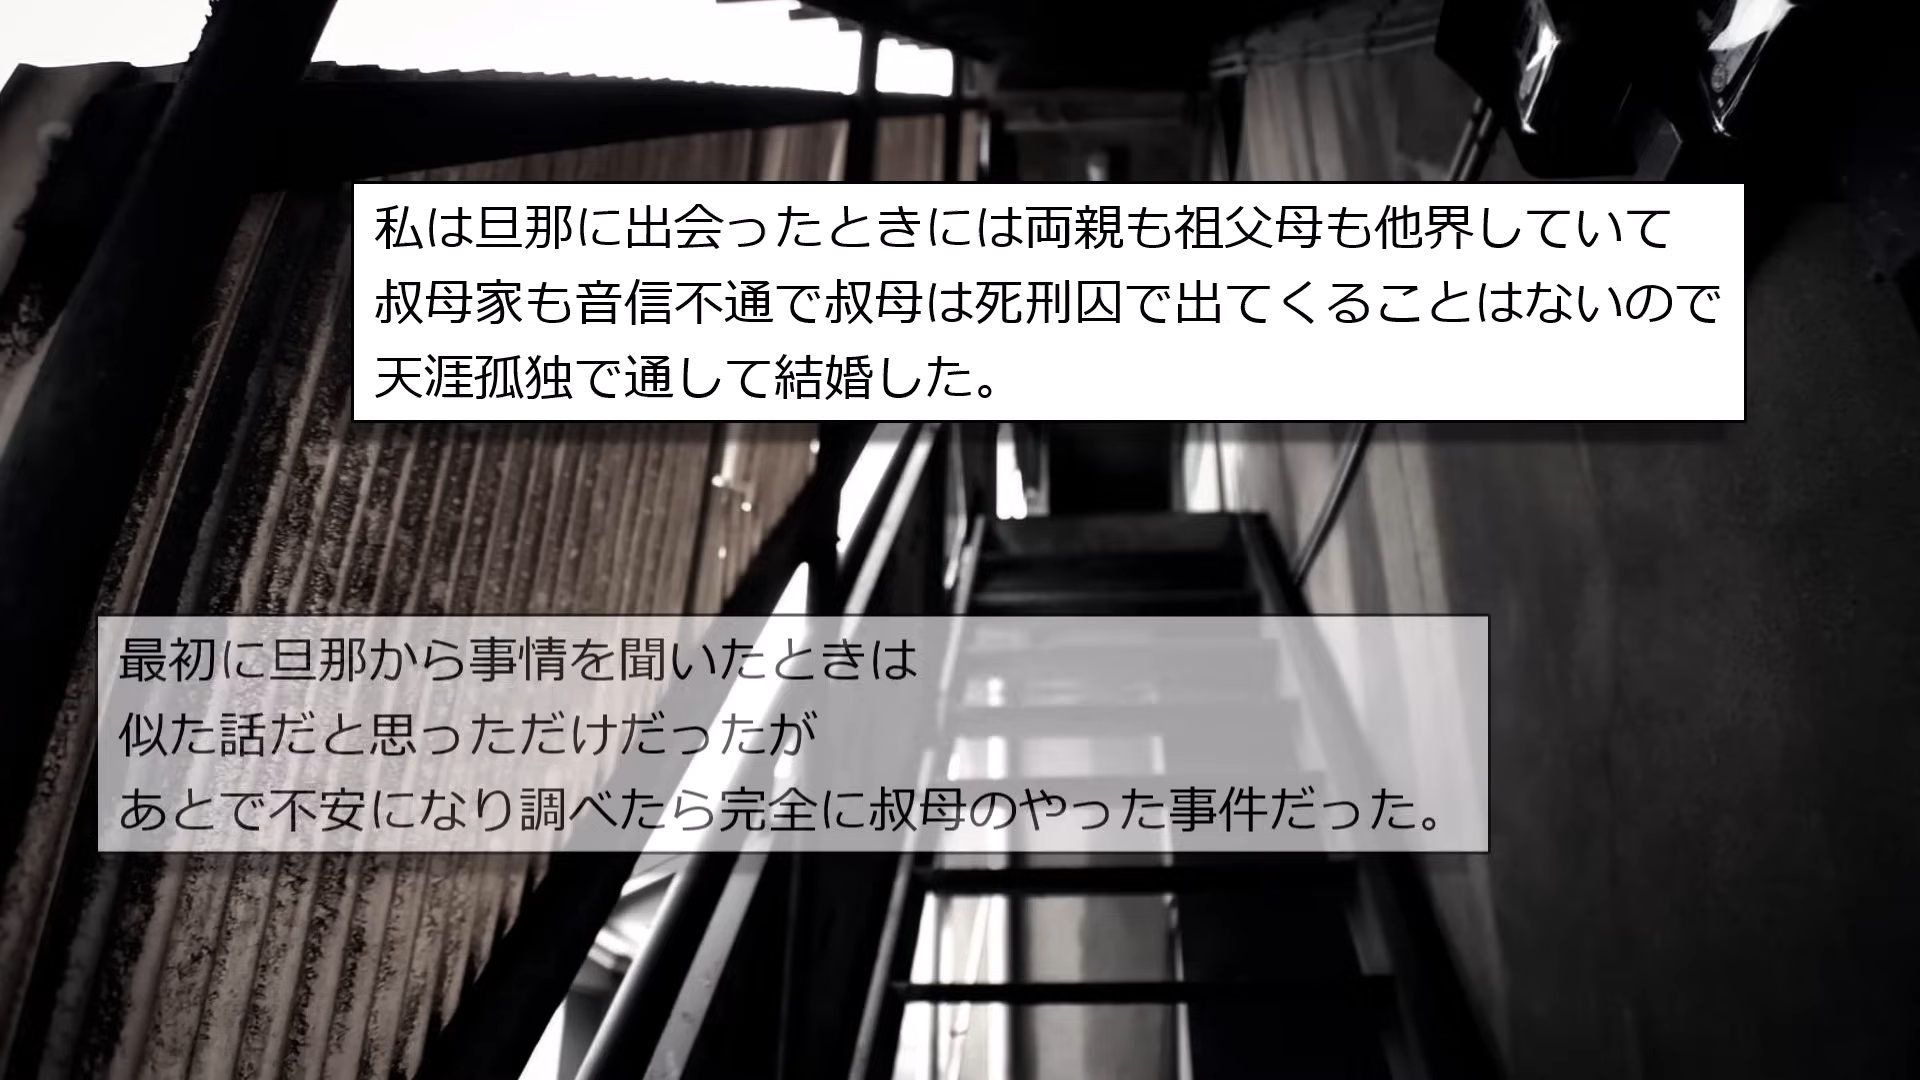 私は旦那に出会ったときには両親も祖父母も他界していて
叔母家も音信不通で叔母は死刑囚で出てくることはないので
天涯孤独で通して結婚した。
最初に旦那から事情を聞いたときは
似た話だと思っただけだったが
あとで不安になり調べたら完全に叔母のやった事件だった。